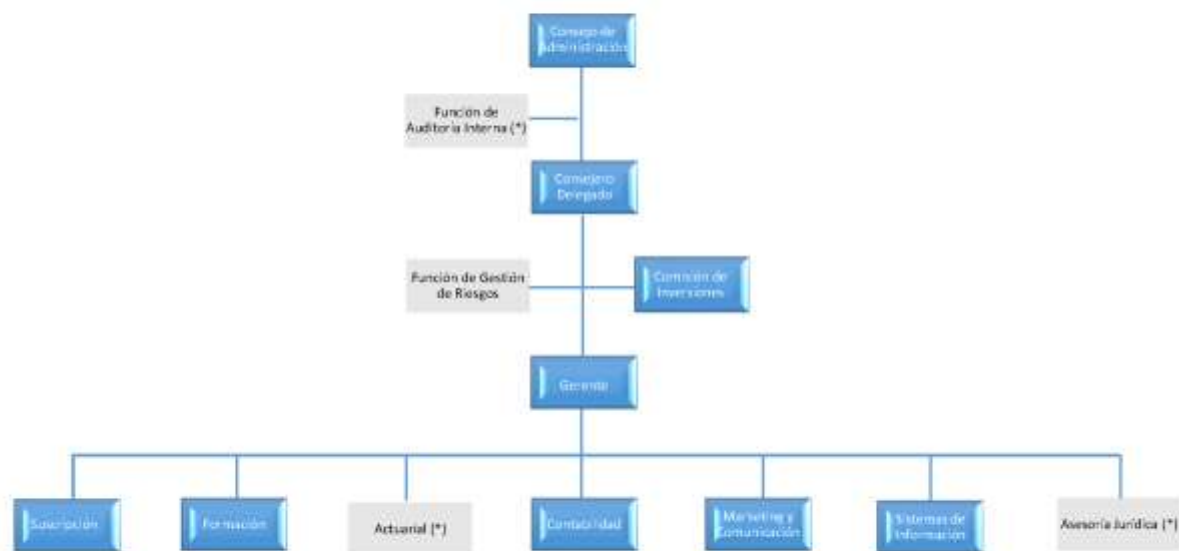 Consejo de
Administración
Función de
Auditoría Interna (*)
Consejero
Delegado
Función de Gestión
de Riesgos
Comisión de
Inversiones
Gerente
Suscripción
Formación
Actuarial (*)
Contabilidad
Marketing y
Comunicación
Sistemas de
Información
Asesoría Jurídica (*)